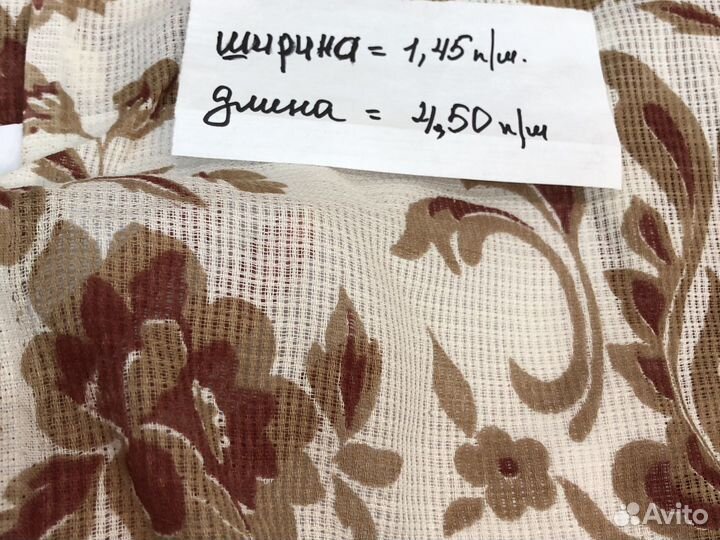 ширина = 1,45 п/м.
длина = 4,50 п/м
Avito